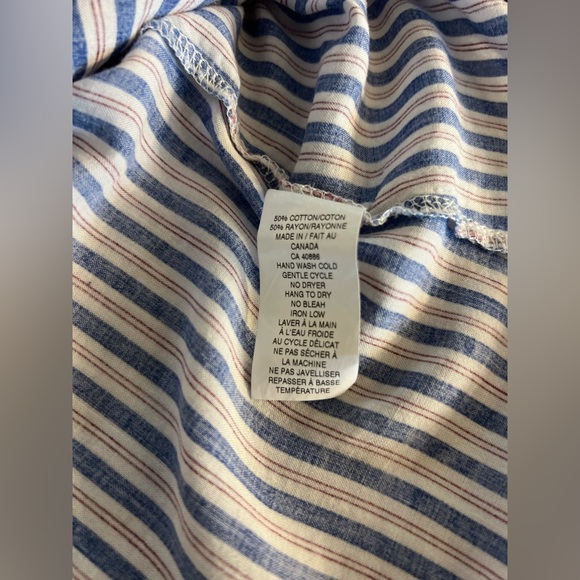 50% COTTON/COTON
50% RAYON/RAYONNE
MADE IN / FAIT AU
CANADA
CA 40886
HAND WASH COLD
GENTLE CYCLE
NO DRYER
HANG TO DRY
NO BLEAH
IRON LOW
LAVER À LA MAIN
À L'EAU FROIDE
AU CYCLE DÉLICAT
NE PAS SÉCHER À
LA MACHINE
NE PAS JAVELLISER
REPASSER À BASSE
TEMPÉRATURE